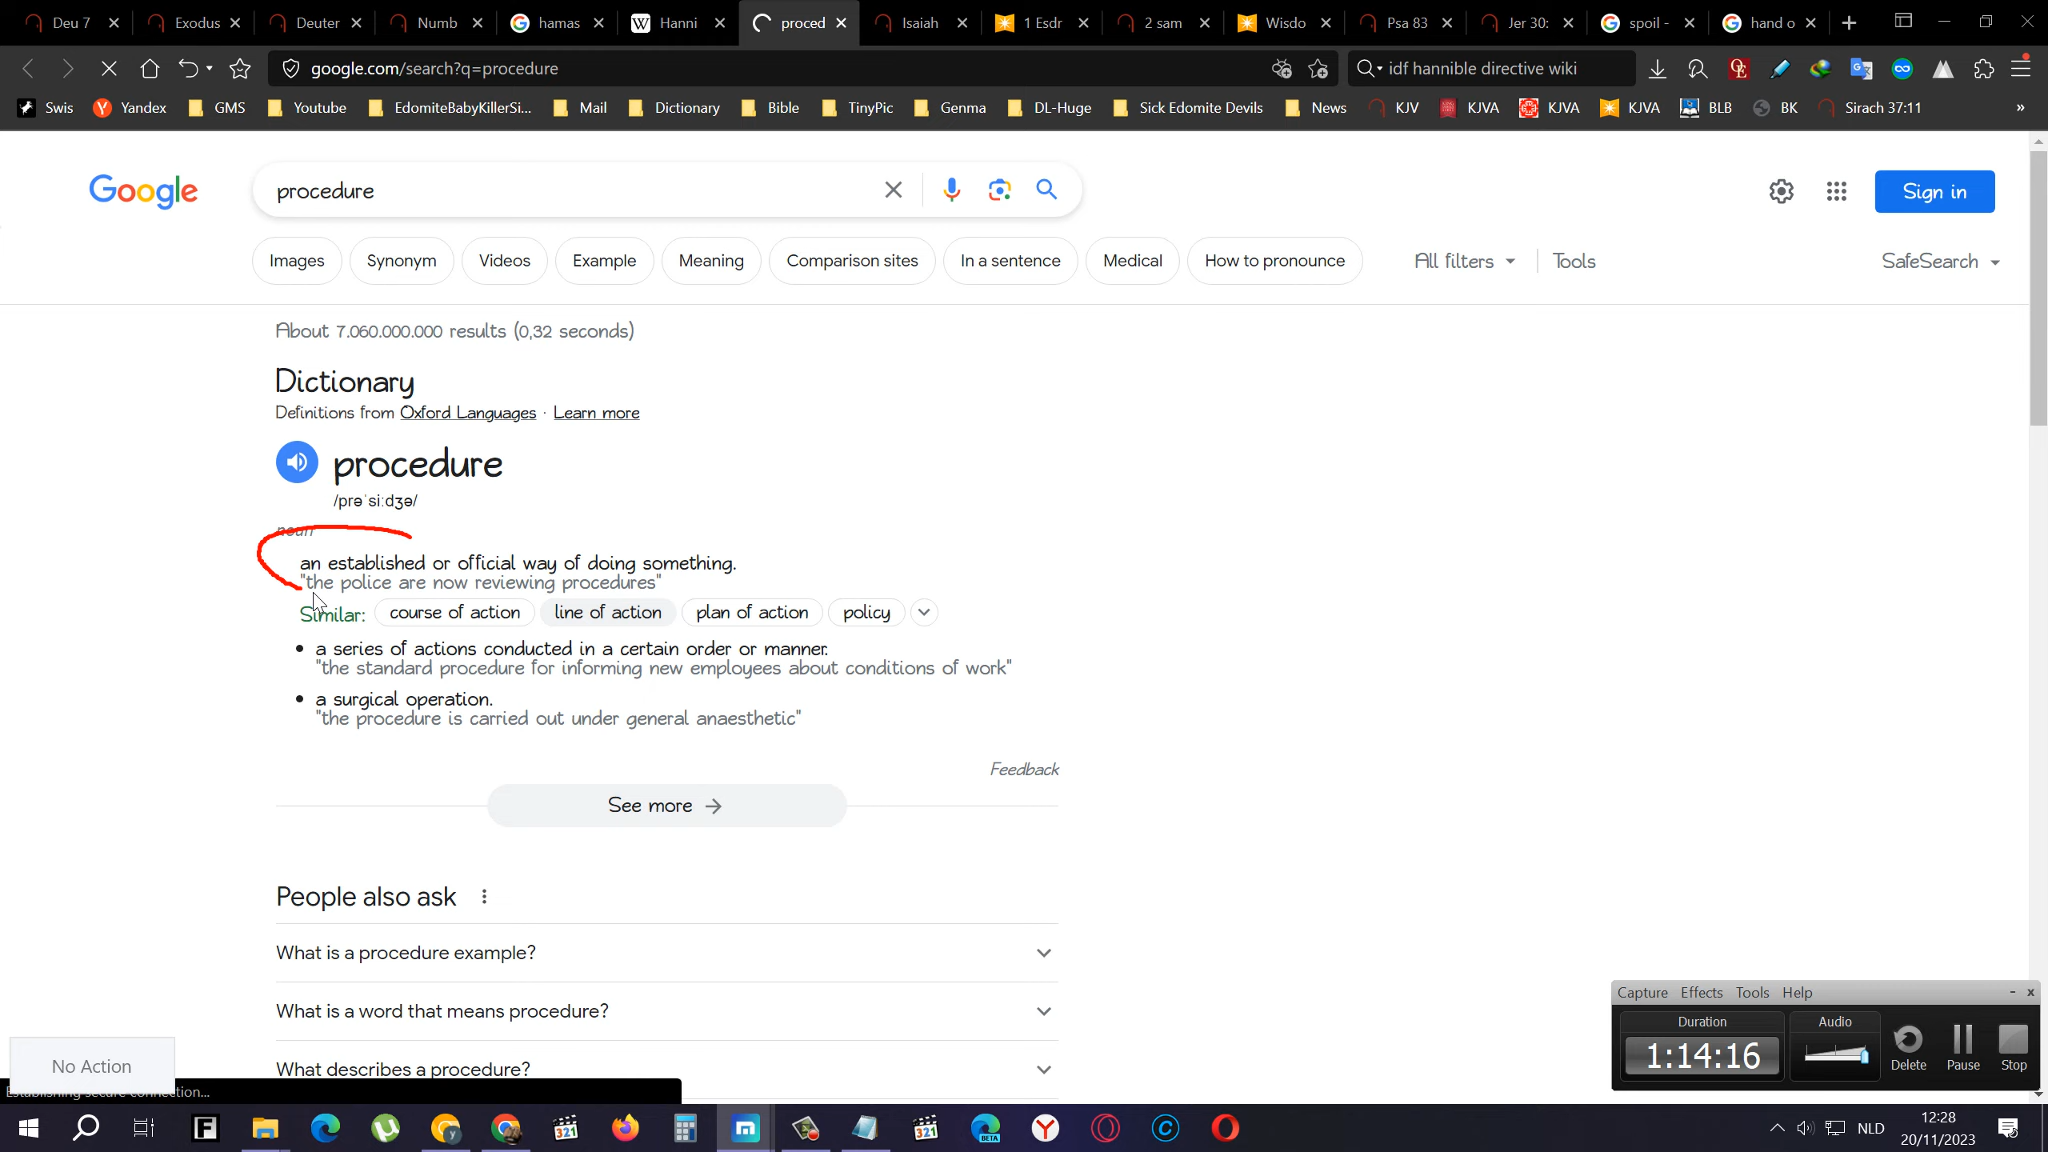 Deu 7
Exodus
Deuter
Numb
hamas
Hanni
proced
Isaiah
1 Esdr
2 sam
Wisdo
Psa 83
Jer 30:
spoil -
hand o
google.com/search?q=procedure
idf hannible directive wiki
Swis
Yandex
GMS
Youtube
EdomiteBabyKillerSi...
Mail
Dictionary
Bible
TinyPic
Genma
DL-Huge
Sick Edomite Devils
News
KJV
KJVA
KJVA
KJVA
BLB
BK
Sirach 37:11
Google
procedure
Sign in
Images
Synonym
Videos
Example
Meaning
Comparison sites
In a sentence
Medical
How to pronounce
All filters
Tools
SafeSearch
About 7.060.000.000 results (0,32 seconds)
Dictionary
Definitions from Oxford Languages · Learn more
procedure
/prəˈsiːdʒə/
noun
an established or official way of doing something.
"the police are now reviewing procedures"
Similar:
course of action
line of action
plan of action
policy
• a series of actions conducted in a certain order or manner.
"the standard procedure for informing new employees about conditions of work"
• a surgical operation.
"the procedure is carried out under general anaesthetic"
Feedback
See more
People also ask
What is a procedure example?
What is a word that means procedure?
What describes a procedure?
Capture Effects Tools Help
Duration
1:14:16
Audio
Delete
Pause
Stop
No Action
Establishing secure connection...
NLD
12:28
20/11/2023